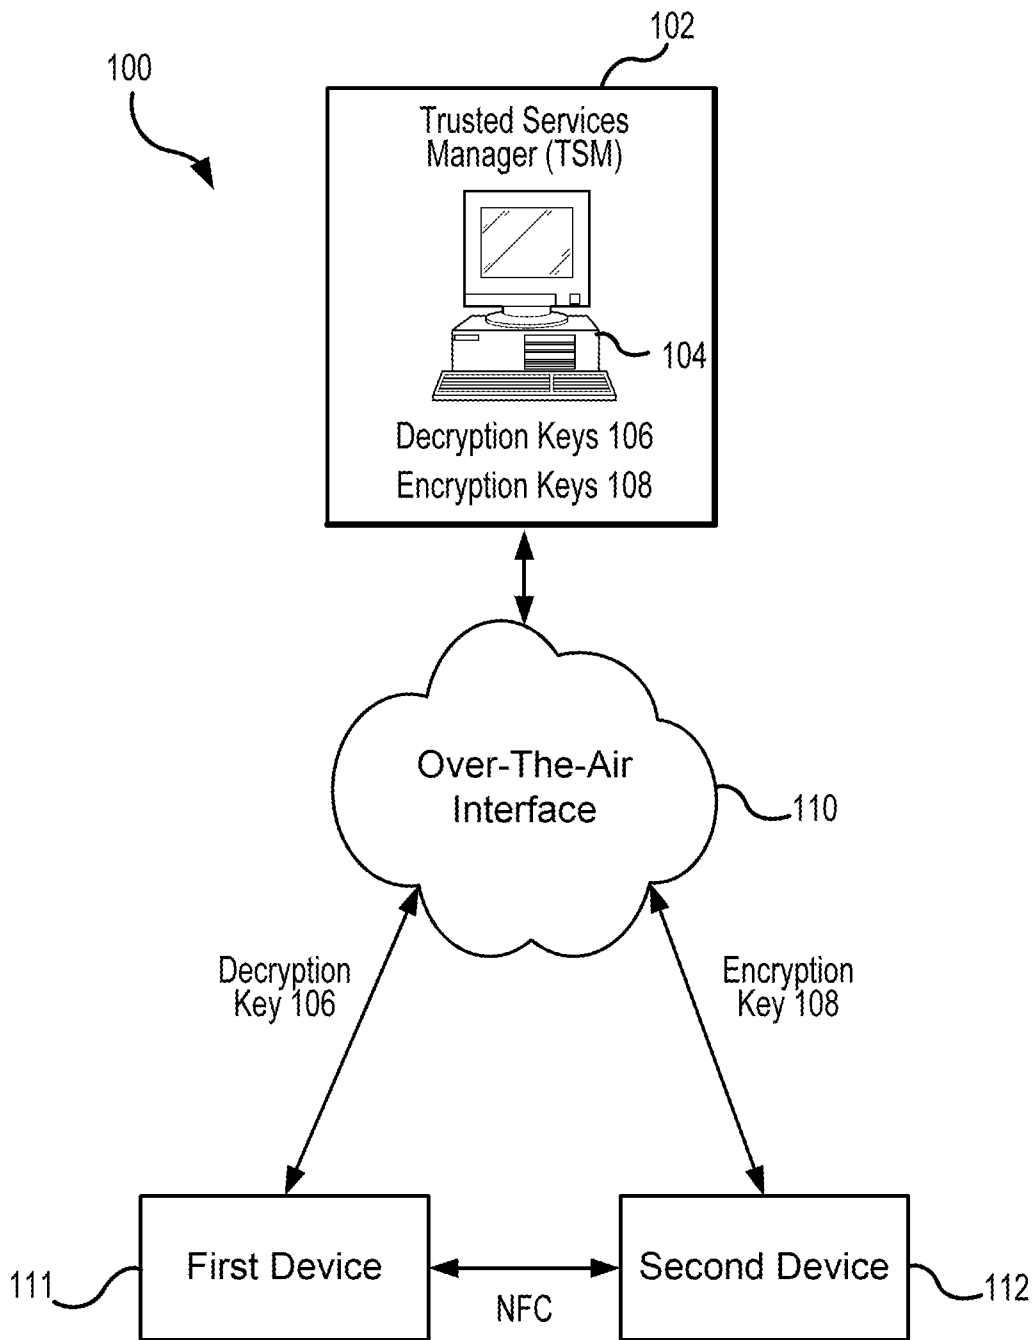 102
100
Trusted Services
Manager (TSM)
104
Decryption Keys 106
Encryption Keys 108
Over-The-Air
Interface
110
Decryption
Key 106
Encryption
Key 108
First Device
Second Device
111
NFC
112